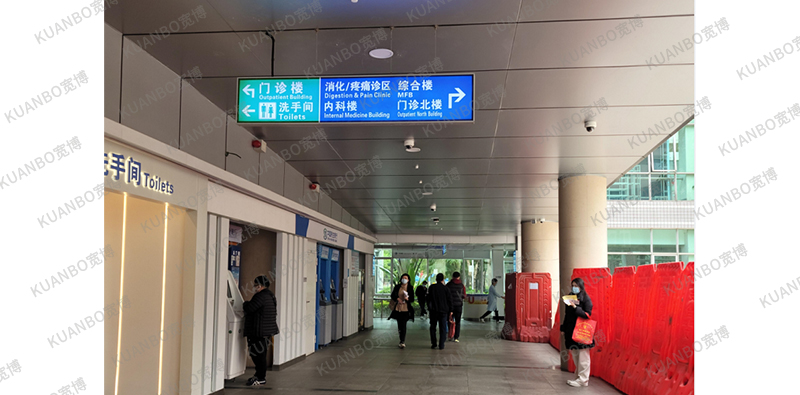 门诊楼
Outpatient Building
洗手间
Toilets
消化/疼痛诊区
Digestion & Pain Clinic
内科楼
Internal Medicine Building
综合楼
MFB
门诊北楼
Outpatient North Building
洗手间 Toilets
KUANBO宽博